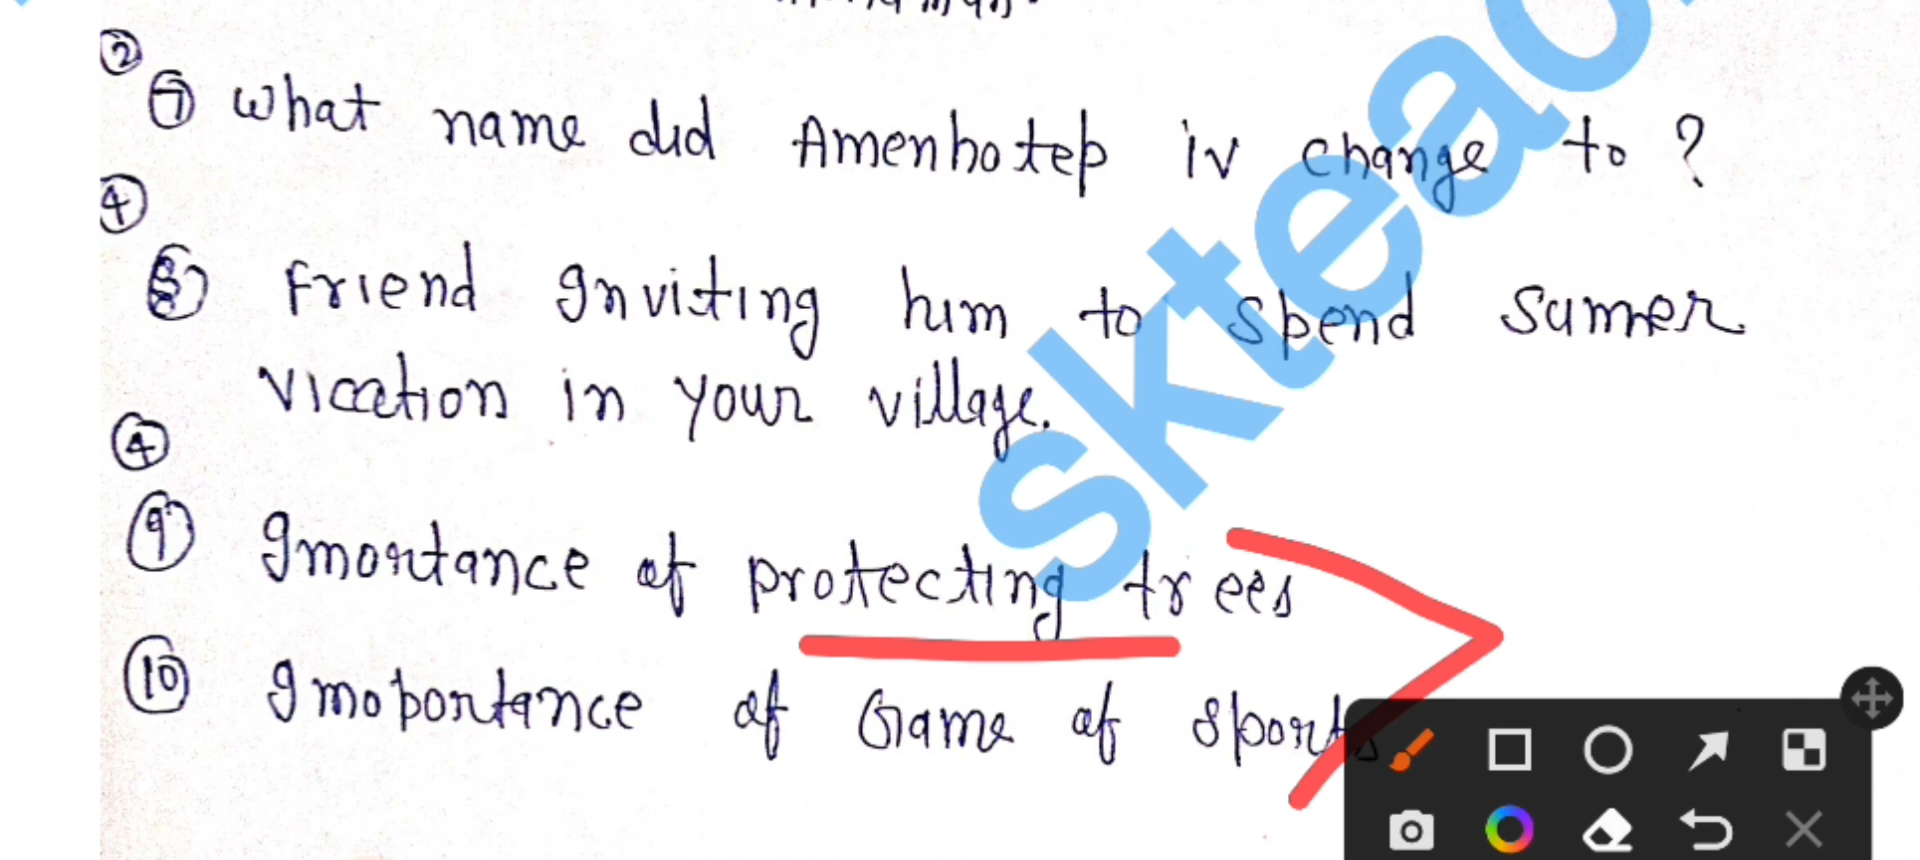 ②
⑦ What name did Amenhotep iv change to ?
④
⑧ Friend Inviting him to spend Sumer
Vication in your village.
④
⑨ Imortance of protecting trees
⑩ Imoportance of Game of sports
sktea